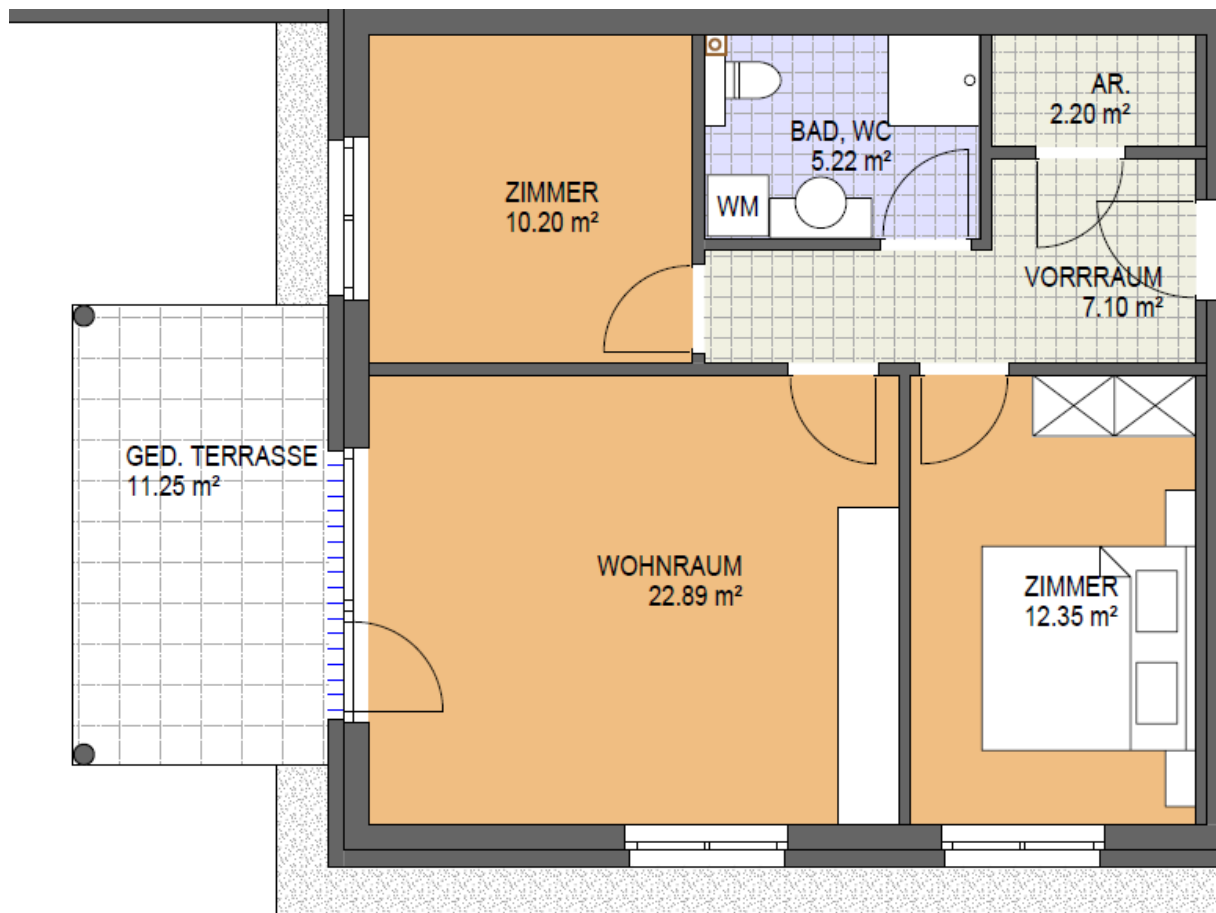 AR.
2.20 m²
BAD, WC
5.22 m²
ZIMMER
10.20 m²
WM
VORRRAUM
7.10 m²
GED. TERRASSE
11.25 m²
WOHNRAUM
22.89 m²
ZIMMER
12.35 m²